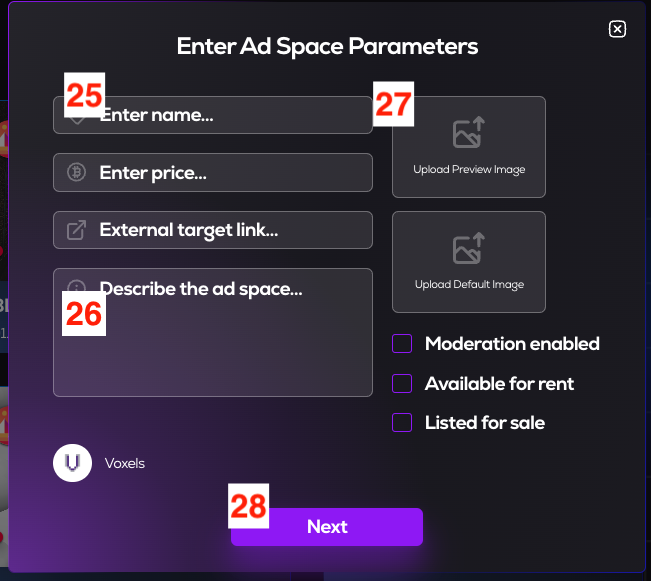 Enter Ad Space Parameters
25
Enter name...
27
Upload Preview Image
Enter price...
External target link...
Upload Default Image
Describe the ad space...
26
Moderation enabled
Available for rent
Listed for sale
Voxels
28
Next